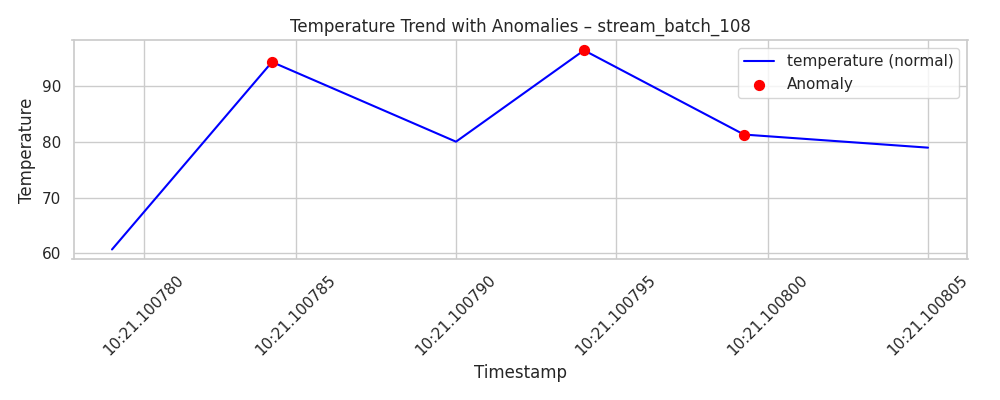 Temperature Trend with Anomalies – stream_batch_108
temperature (normal)
Anomaly
Temperature
90
80
70
60
10:21.100780
10:21.100785
10:21.100790
10:21.100795
10:21.100800
10:21.100805
Timestamp